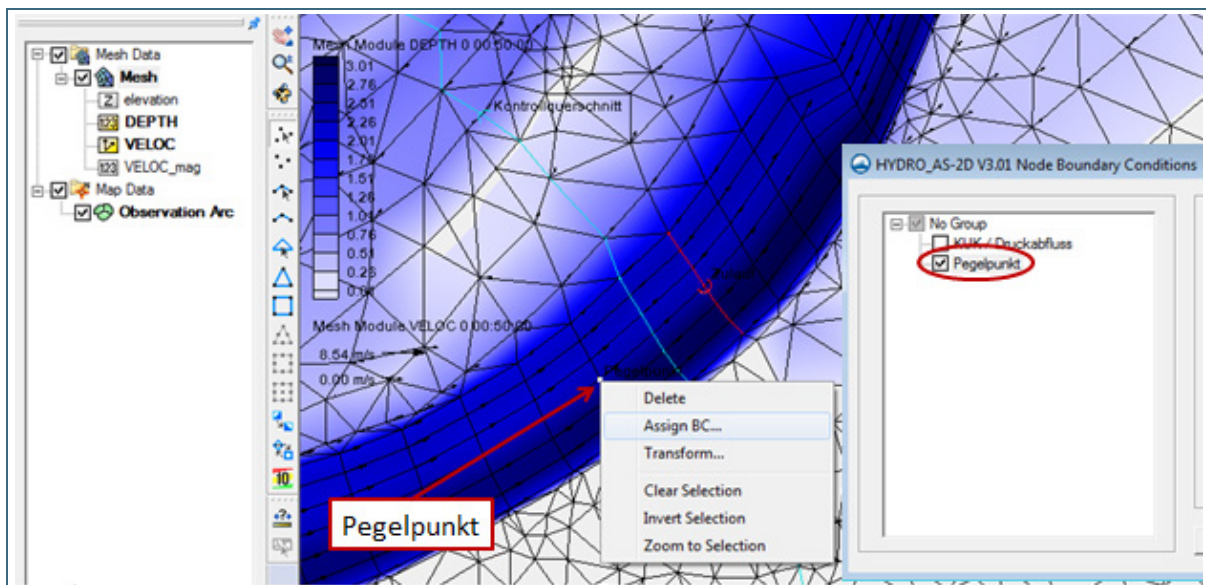 Mesh Data
Mesh
elevation
DEPTH
VELOC
VELOC_mag
Map Data
Observation Arc
Mesh Module DEPTH 0 00:50:00
3.01
2.76
2.51
2.26
2.01
1.76
1.51
1.26
1.01
0.76
0.51
0.26
Kontrollquerschnitt
Mesh Module VELOC 0 00:50:00
8.54 m/s
0.00 m/s
Zulauf
10
Pegelpunkt
Delete
Assign BC...
Transform...
Clear Selection
Invert Selection
Zoom to Selection
HYDRO_AS-2D V3.01 Node Boundary Conditions
No Group
KUK / Druckabfluss
Pegelpunkt